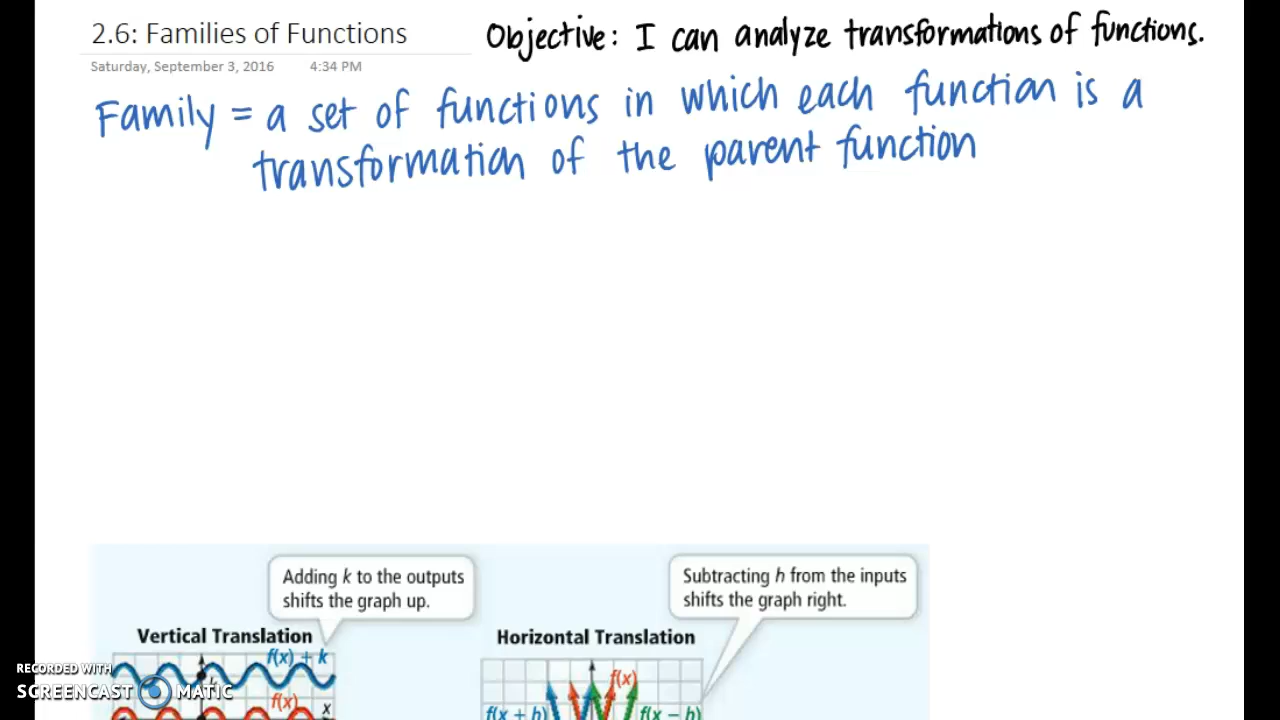 2.6: Families of Functions
Objective: I can analyze transformations of functions.
Saturday, September 3, 2016 4:34 PM
Family = a set of functions in which each function is a
transformation of the parent function
Adding k to the outputs
shifts the graph up.
Subtracting h from the inputs
shifts the graph right.
Vertical Translation
Horizontal Translation
f(x) + k
f(x)
x
f(x)
f(x + h)
f(x − h)
RECORDED WITH
SCREENCAST MATIC